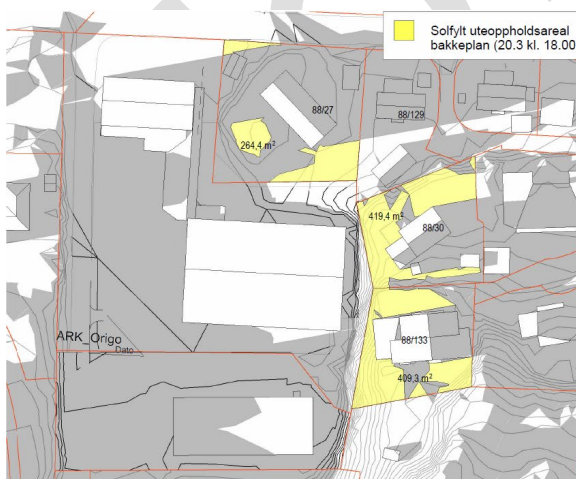 Solfylt uteoppholdsareal
bakkeplan (20.3 kl. 18.00
88/27
88/129
264,4 m²
419,4 m²
88/30
ARK_Origo
Dato
88/133
409,3 m²